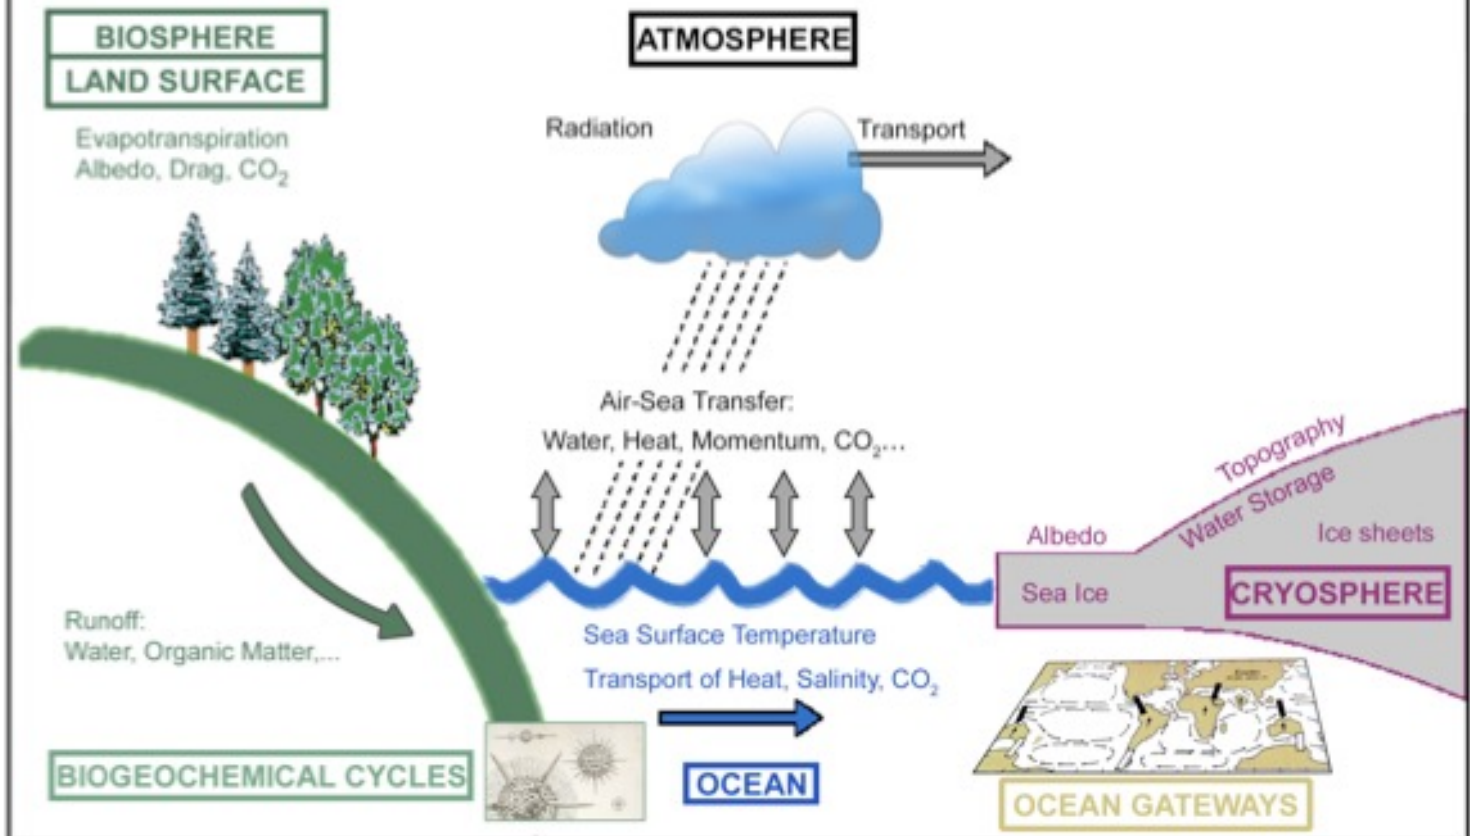 BIOSPHERE
LAND SURFACE
Evapotranspiration
Albedo, Drag, CO₂
ATMOSPHERE
Radiation
Transport
Air-Sea Transfer:
Water, Heat, Momentum, CO₂...
Runoff:
Water, Organic Matter,...
Sea Surface Temperature
Transport of Heat, Salinity, CO₂
Topography
Water Storage
Albedo
Ice sheets
Sea Ice
CRYOSPHERE
BIOGEOCHEMICAL CYCLES
OCEAN
OCEAN GATEWAYS